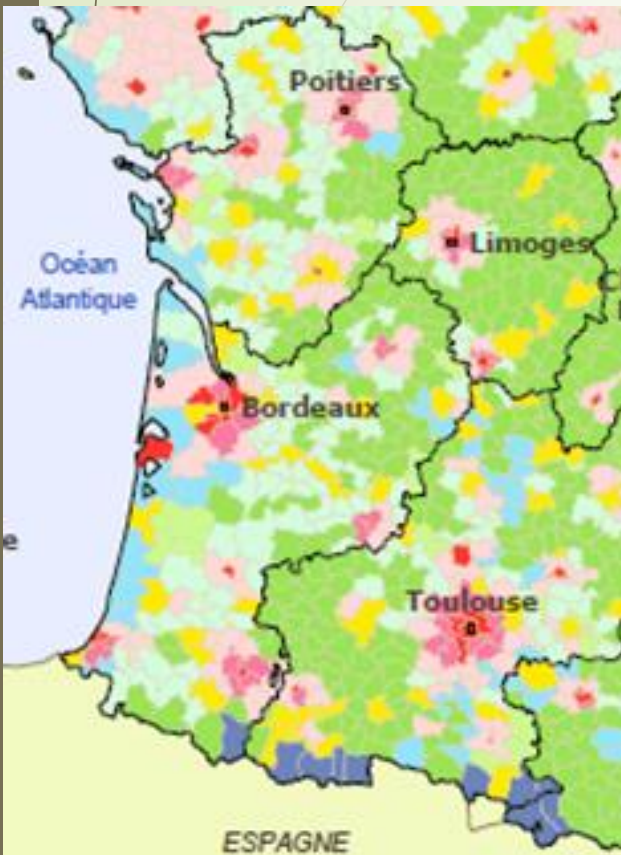 Poitiers
Limoges
Océan
Atlantique
Bordeaux
Toulouse
ESPAGNE